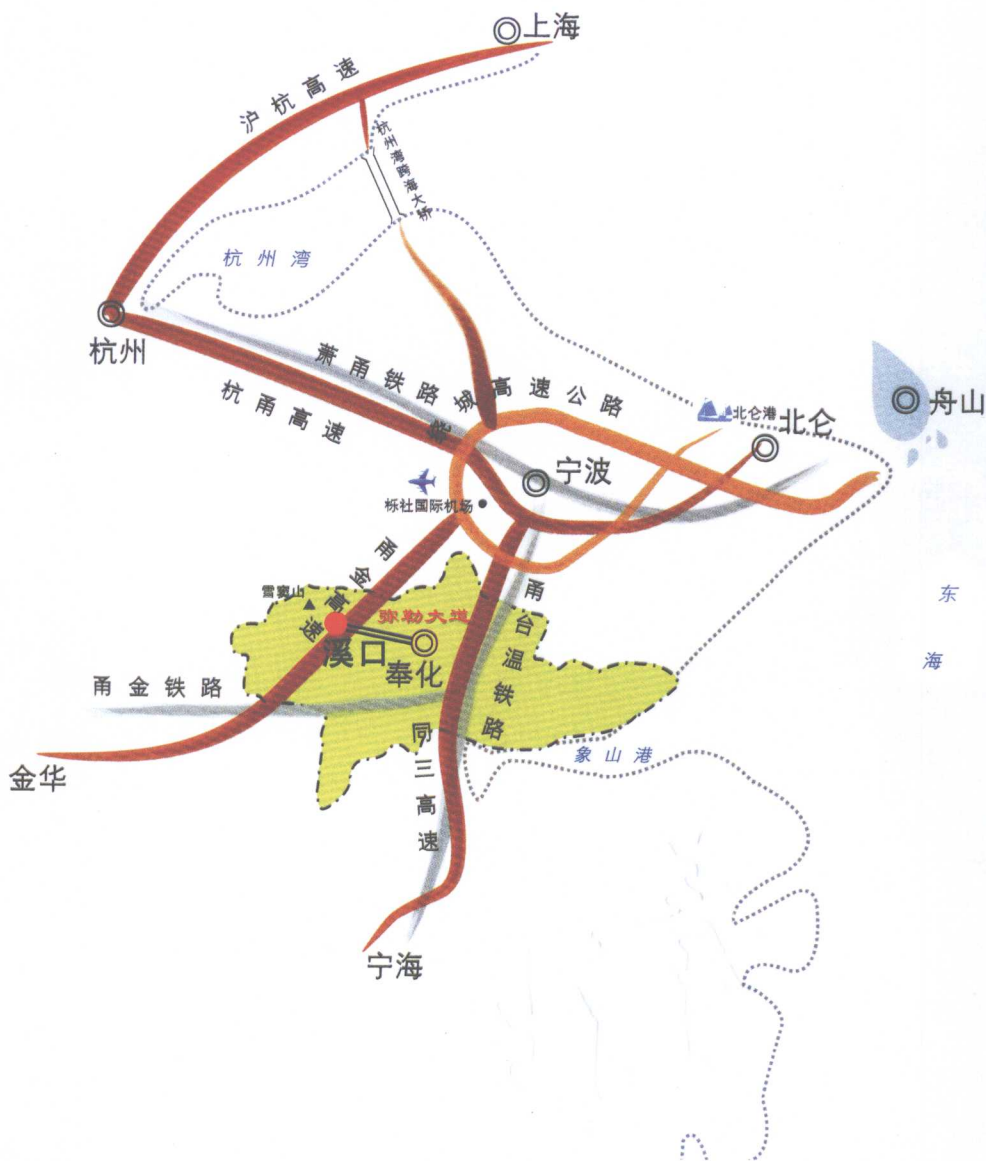 上海
沪杭高速
杭州湾跨海大桥
杭州湾
杭州
萧甬铁路
绕城高速公路
杭甬高速
北仑港
北仑
舟山
宁波
栎社国际机场
甬金高速
雪窦山
弥勒大道
溪口
奉化
甬台温铁路
东海
甬金铁路
同三高速
象山港
金华
宁海